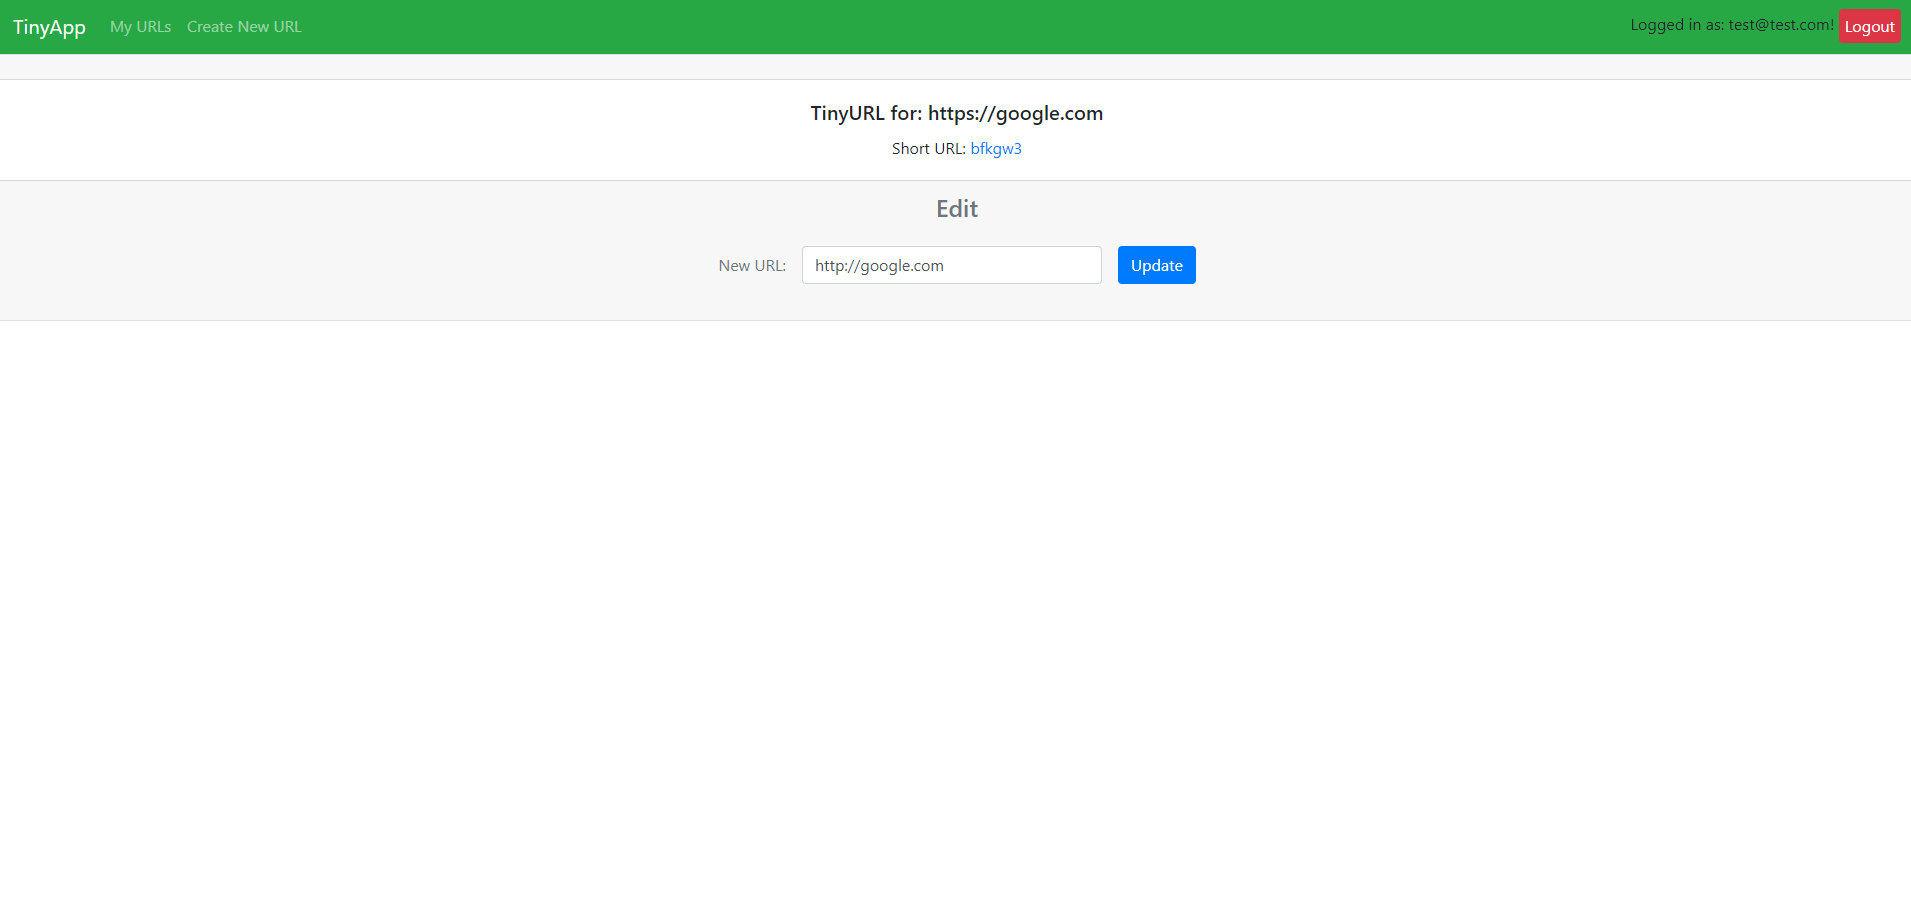 TinyApp My URLs Create New URL Logged in as: test@test.com! Logout
TinyURL for: https://google.com
Short URL: bfkgw3
Edit
New URL: http://google.com Update